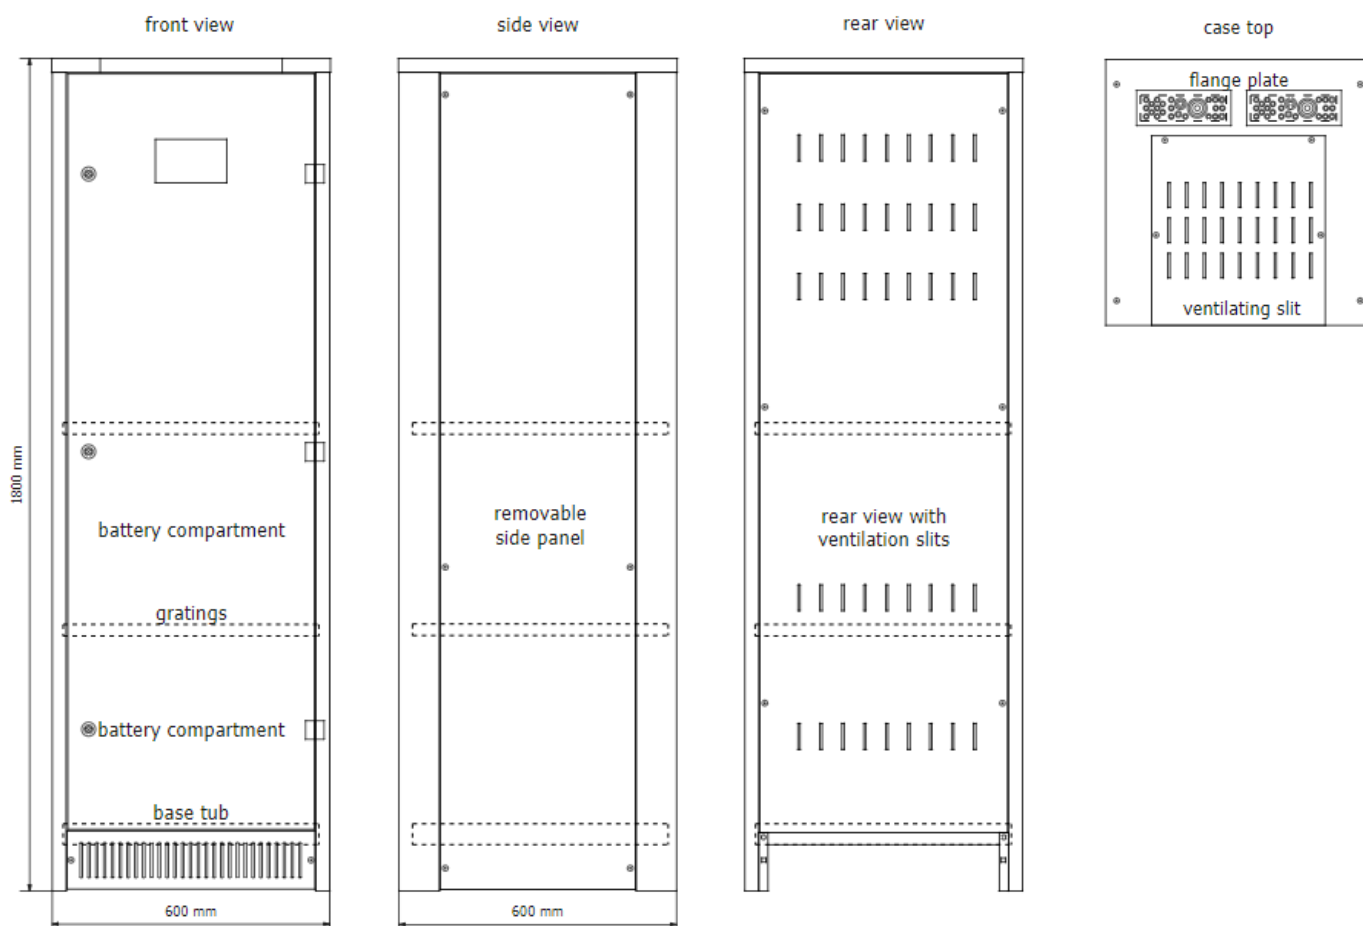 front view
side view
rear view
case top
flange plate
ventilating slit
1800 mm
battery compartment
removable
side panel
rear view with
ventilation slits
gratings
battery compartment
base tub
600 mm
600 mm